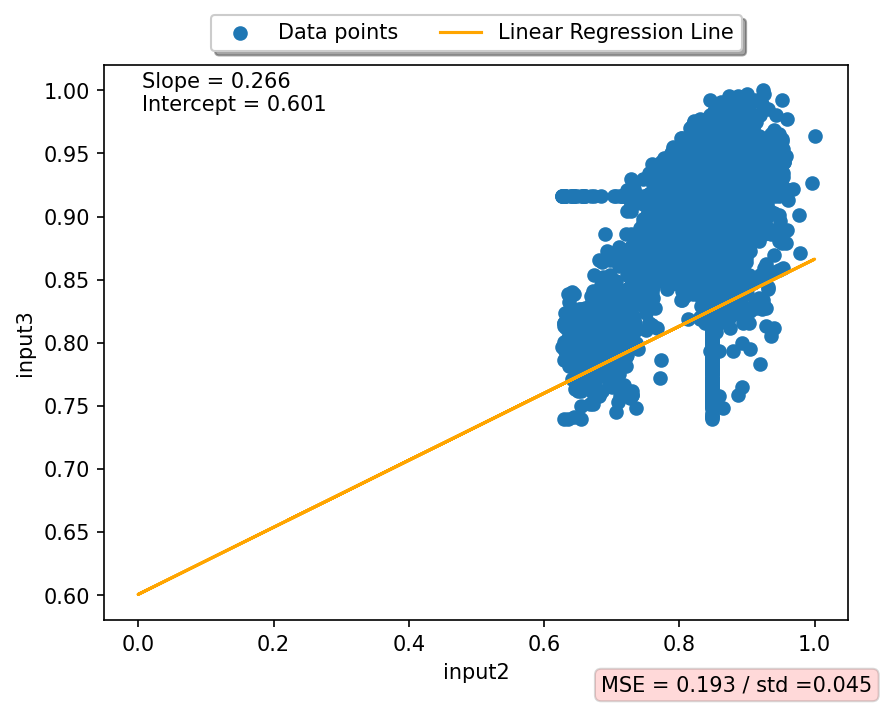 Data points
Linear Regression Line
Slope = 0.266
Intercept = 0.601
1.00
0.95
0.90
0.85
0.80
0.75
0.70
0.65
0.60
input3
0.0 0.2 0.4 0.6 0.8 1.0
input2
MSE = 0.193 / std =0.045